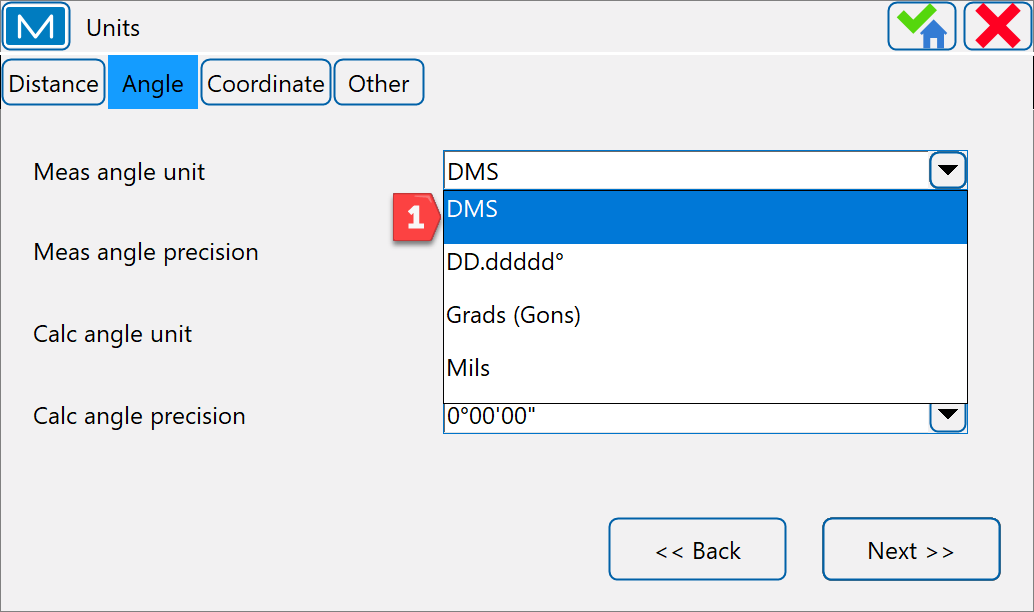 Units
Distance Angle Coordinate Other
Meas angle unit DMS
1 DMS
Meas angle precision
DD.ddddd°
Grads (Gons)
Calc angle unit
Mils
Calc angle precision 0°00'00"
<< Back Next >>